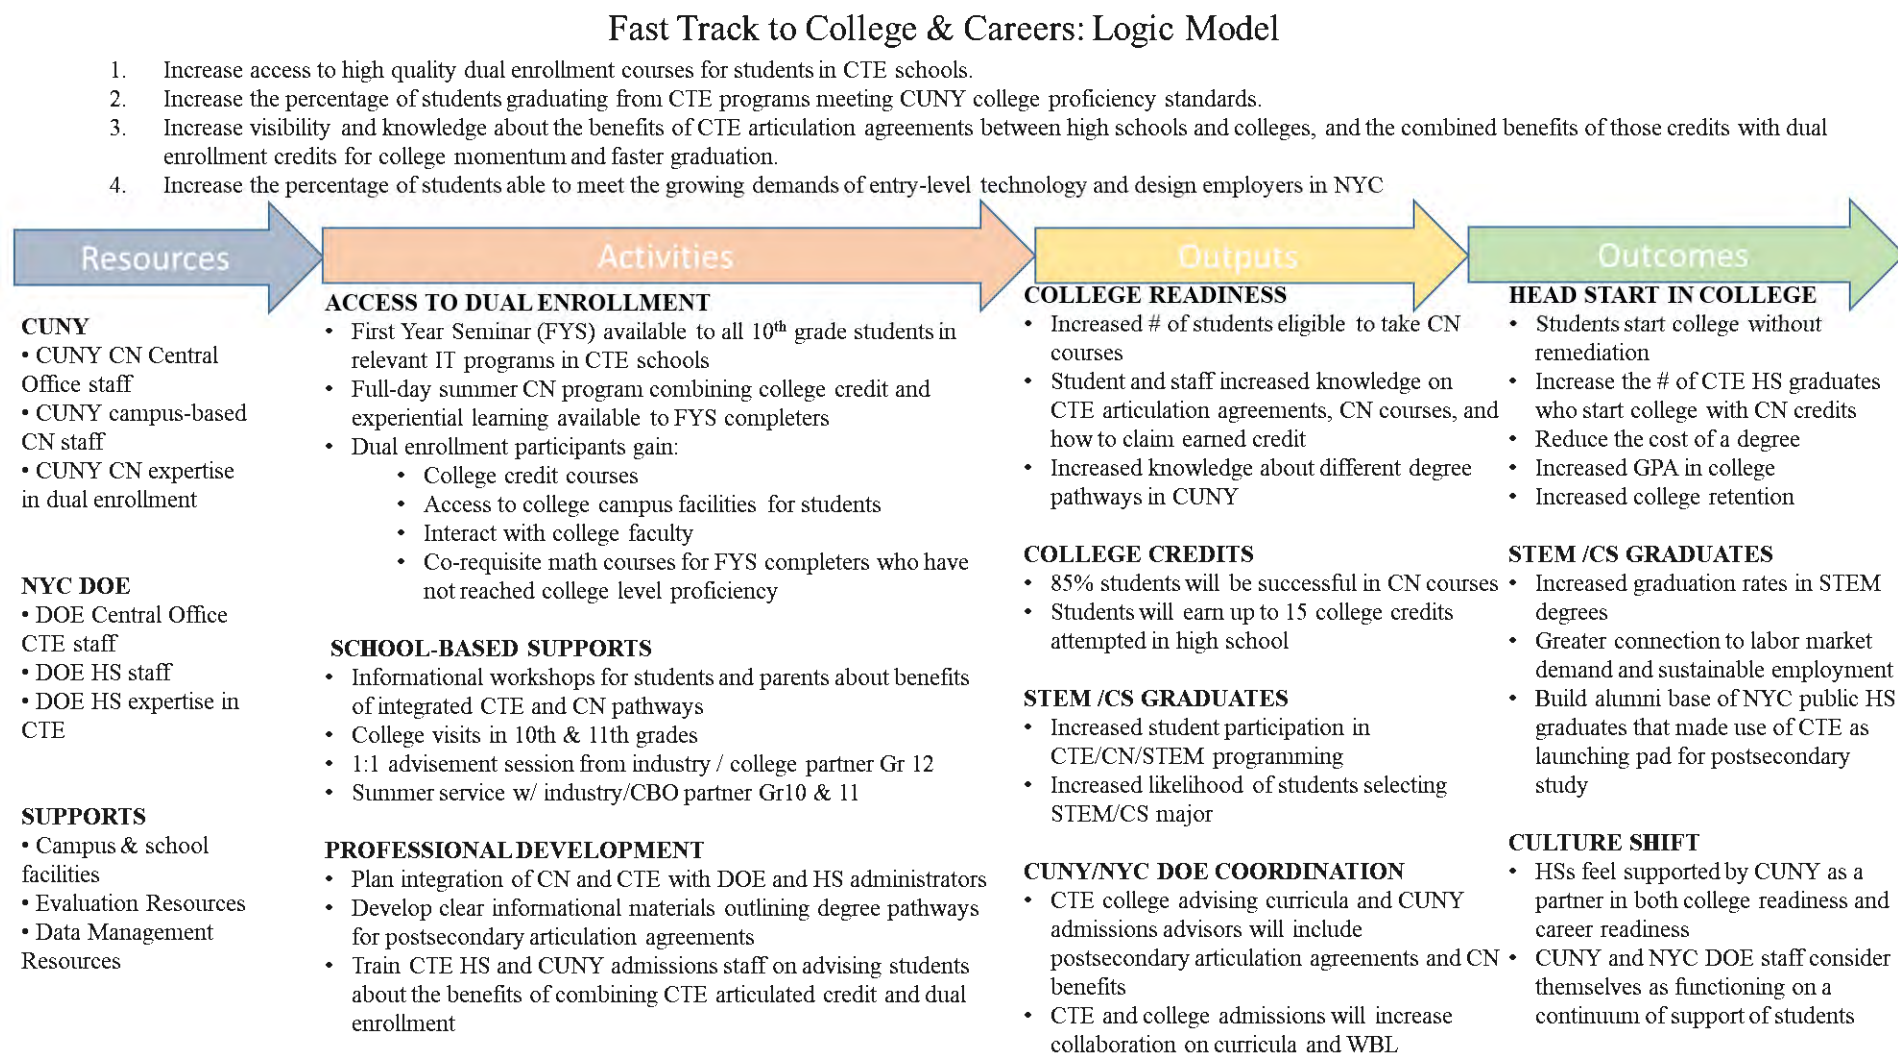 Fast Track to College & Careers: Logic Model
1. Increase access to high quality dual enrollment courses for students in CTE schools.
2. Increase the percentage of students graduating from CTE programs meeting CUNY college proficiency standards.
3. Increase visibility and knowledge about the benefits of CTE articulation agreements between high schools and colleges, and the combined benefits of those credits with dual
enrollment credits for college momentum and faster graduation.
4. Increase the percentage of students able to meet the growing demands of entry-level technology and design employers in NYC
Resources
CUNY
• CUNY CN Central
Office staff
• CUNY campus-based
CN staff
• CUNY CN expertise
in dual enrollment
NYC DOE
• DOE Central Office
CTE staff
• DOE HS staff
• DOE HS expertise in
CTE
SUPPORTS
• Campus & school
facilities
• Evaluation Resources
• Data Management
Resources
Activities
ACCESS TO DUAL ENROLLMENT
• First Year Seminar (FYS) available to all 10th grade students in
relevant IT programs in CTE schools
• Full-day summer CN program combining college credit and
experiential learning available to FYS completers
• Dual enrollment participants gain:
• College credit courses
• Access to college campus facilities for students
• Interact with college faculty
• Co-requisite math courses for FYS completers who have
not reached college level proficiency
SCHOOL-BASED SUPPORTS
• Informational workshops for students and parents about benefits
of integrated CTE and CN pathways
• College visits in 10th & 11th grades
• 1:1 advisement session from industry / college partner Gr 12
• Summer service w/ industry/CBO partner Gr10 & 11
PROFESSIONAL DEVELOPMENT
• Plan integration of CN and CTE with DOE and HS administrators
• Develop clear informational materials outlining degree pathways
for postsecondary articulation agreements
• Train CTE HS and CUNY admissions staff on advising students
about the benefits of combining CTE articulated credit and dual
enrollment
Outputs
COLLEGE READINESS
• Increased # of students eligible to take CN
courses
• Student and staff increased knowledge on
CTE articulation agreements, CN courses, and
how to claim earned credit
• Increased knowledge about different degree
pathways in CUNY
COLLEGE CREDITS
• 85% students will be successful in CN courses
• Students will earn up to 15 college credits
attempted in high school
STEM /CS GRADUATES
• Increased student participation in
CTE/CN/STEM programming
• Increased likelihood of students selecting
STEM/CS major
CUNY/NYC DOE COORDINATION
• CTE college advising curricula and CUNY
admissions advisors will include
postsecondary articulation agreements and CN
benefits
• CTE and college admissions will increase
collaboration on curricula and WBL
Outcomes
HEAD START IN COLLEGE
• Students start college without
remediation
• Increase the # of CTE HS graduates
who start college with CN credits
• Reduce the cost of a degree
• Increased GPA in college
• Increased college retention
STEM /CS GRADUATES
• Increased graduation rates in STEM
degrees
• Greater connection to labor market
demand and sustainable employment
• Build alumni base of NYC public HS
graduates that made use of CTE as
launching pad for postsecondary
study
CULTURE SHIFT
• HSs feel supported by CUNY as a
partner in both college readiness and
career readiness
• CUNY and NYC DOE staff consider
themselves as functioning on a
continuum of support of students